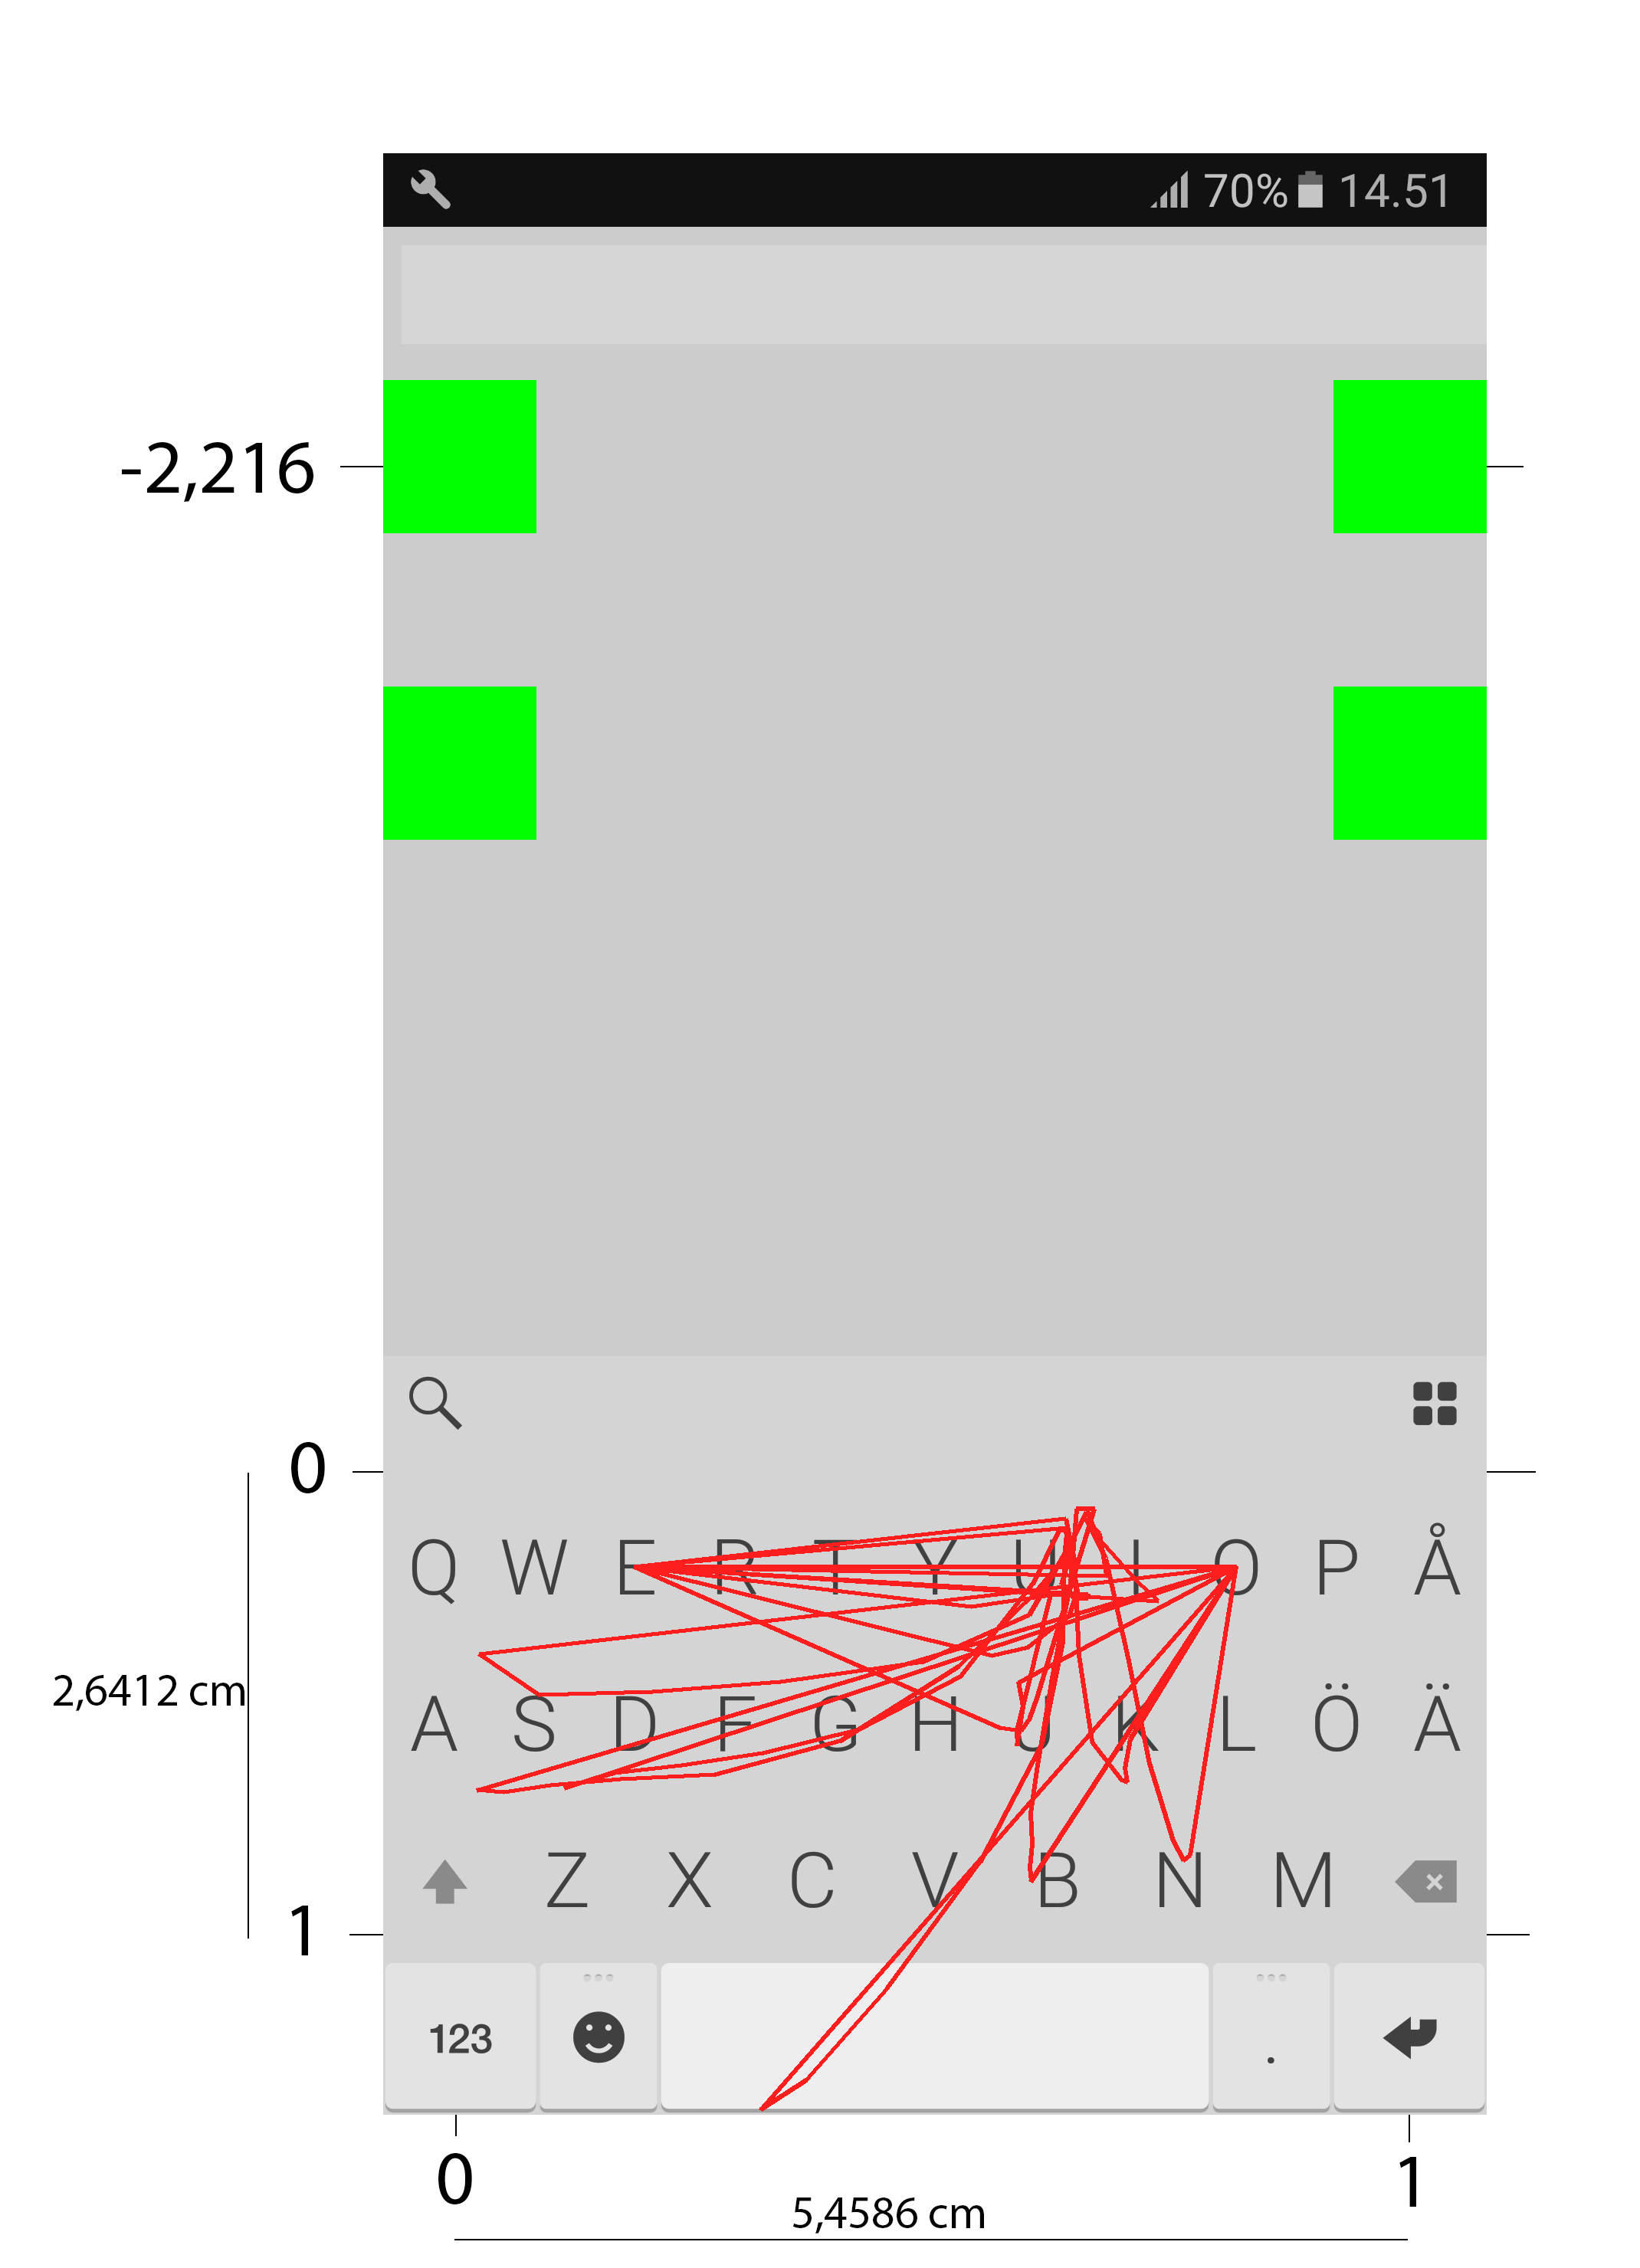 70% 14.51
-2,216
0
Q W E R T Y U I O P Å
2,6412 cm
A S D F G H J K L Ö Ä
Z X C V B N M
1
123 .
0 1
5,4586 cm